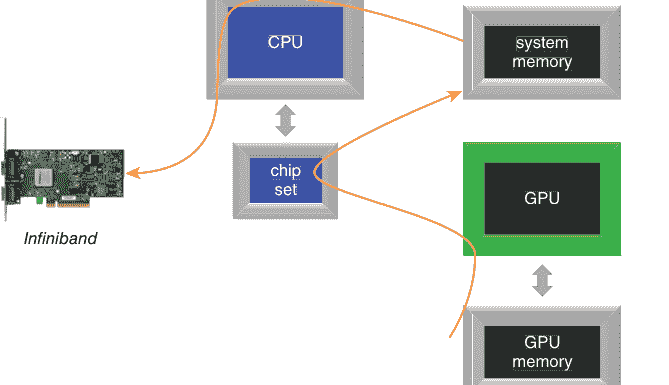 CPU
system
memory
chip
set
GPU
Infiniband
GPU
memory